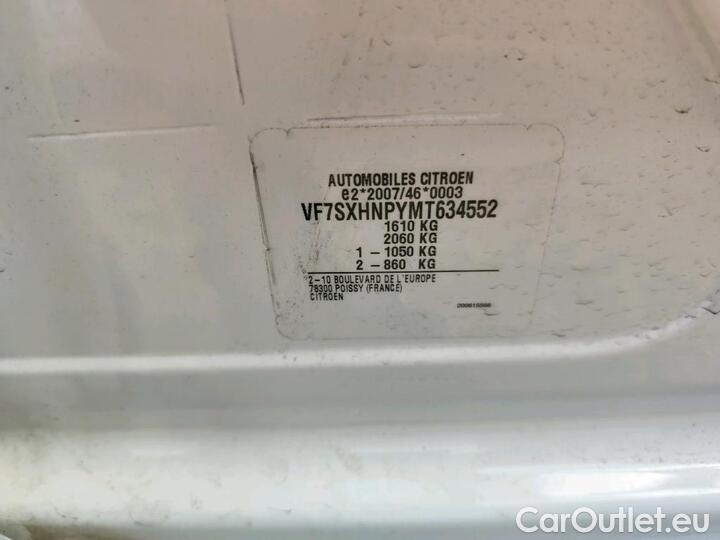 AUTOMOBILES CITROEN
e2*2007/46*0003
VF7SXHNPYMT634552
1610 KG
2060 KG
1 - 1050 KG
2 - 860 KG
2-10 BOULEVARD DE L'EUROPE
78300 POISSY (FRANCE)
CITROEN
CarOutlet.eu